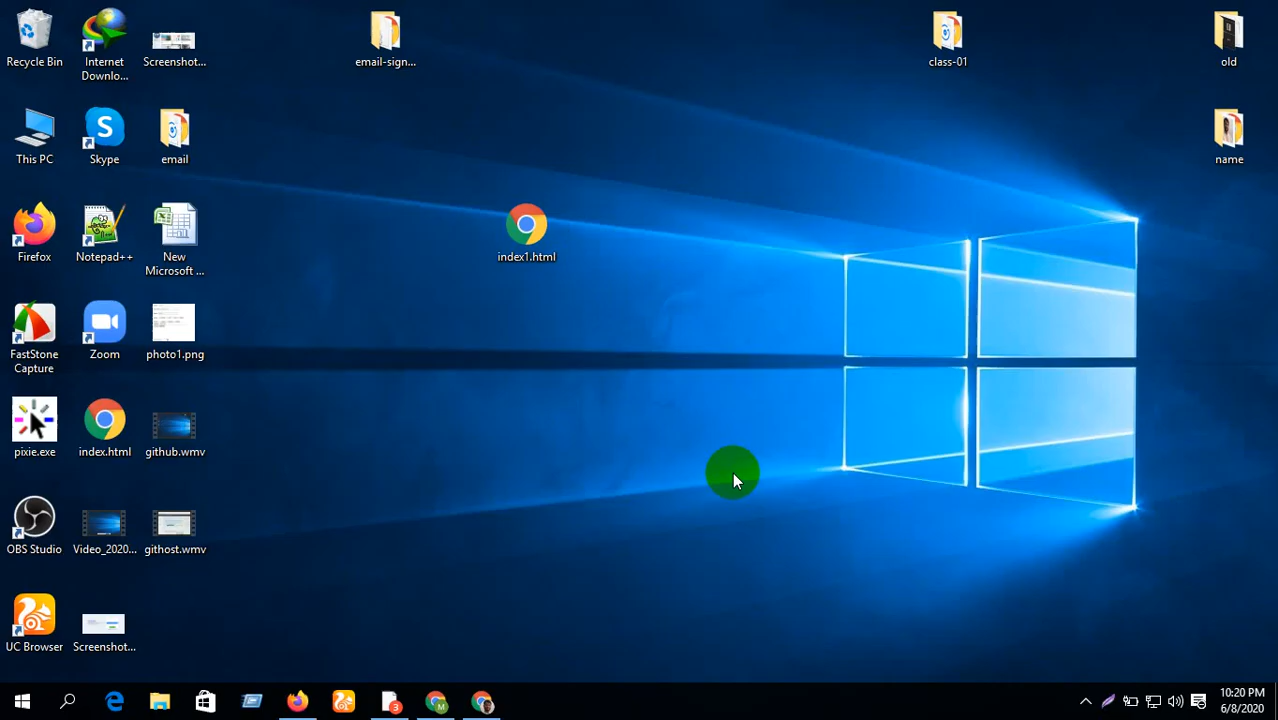 Recycle Bin
Internet
Downlo...
Screenshot...
email-sign...
class-01
old
This PC
Skype
email
name
Firefox
Notepad++
New
Microsoft ...
index1.html
FastStone
Capture
Zoom
photo1.png
pixie.exe
index.html
github.wmv
OBS Studio
Video_2020...
githost.wmv
UC Browser
Screenshot...
10:20 PM
6/8/2020